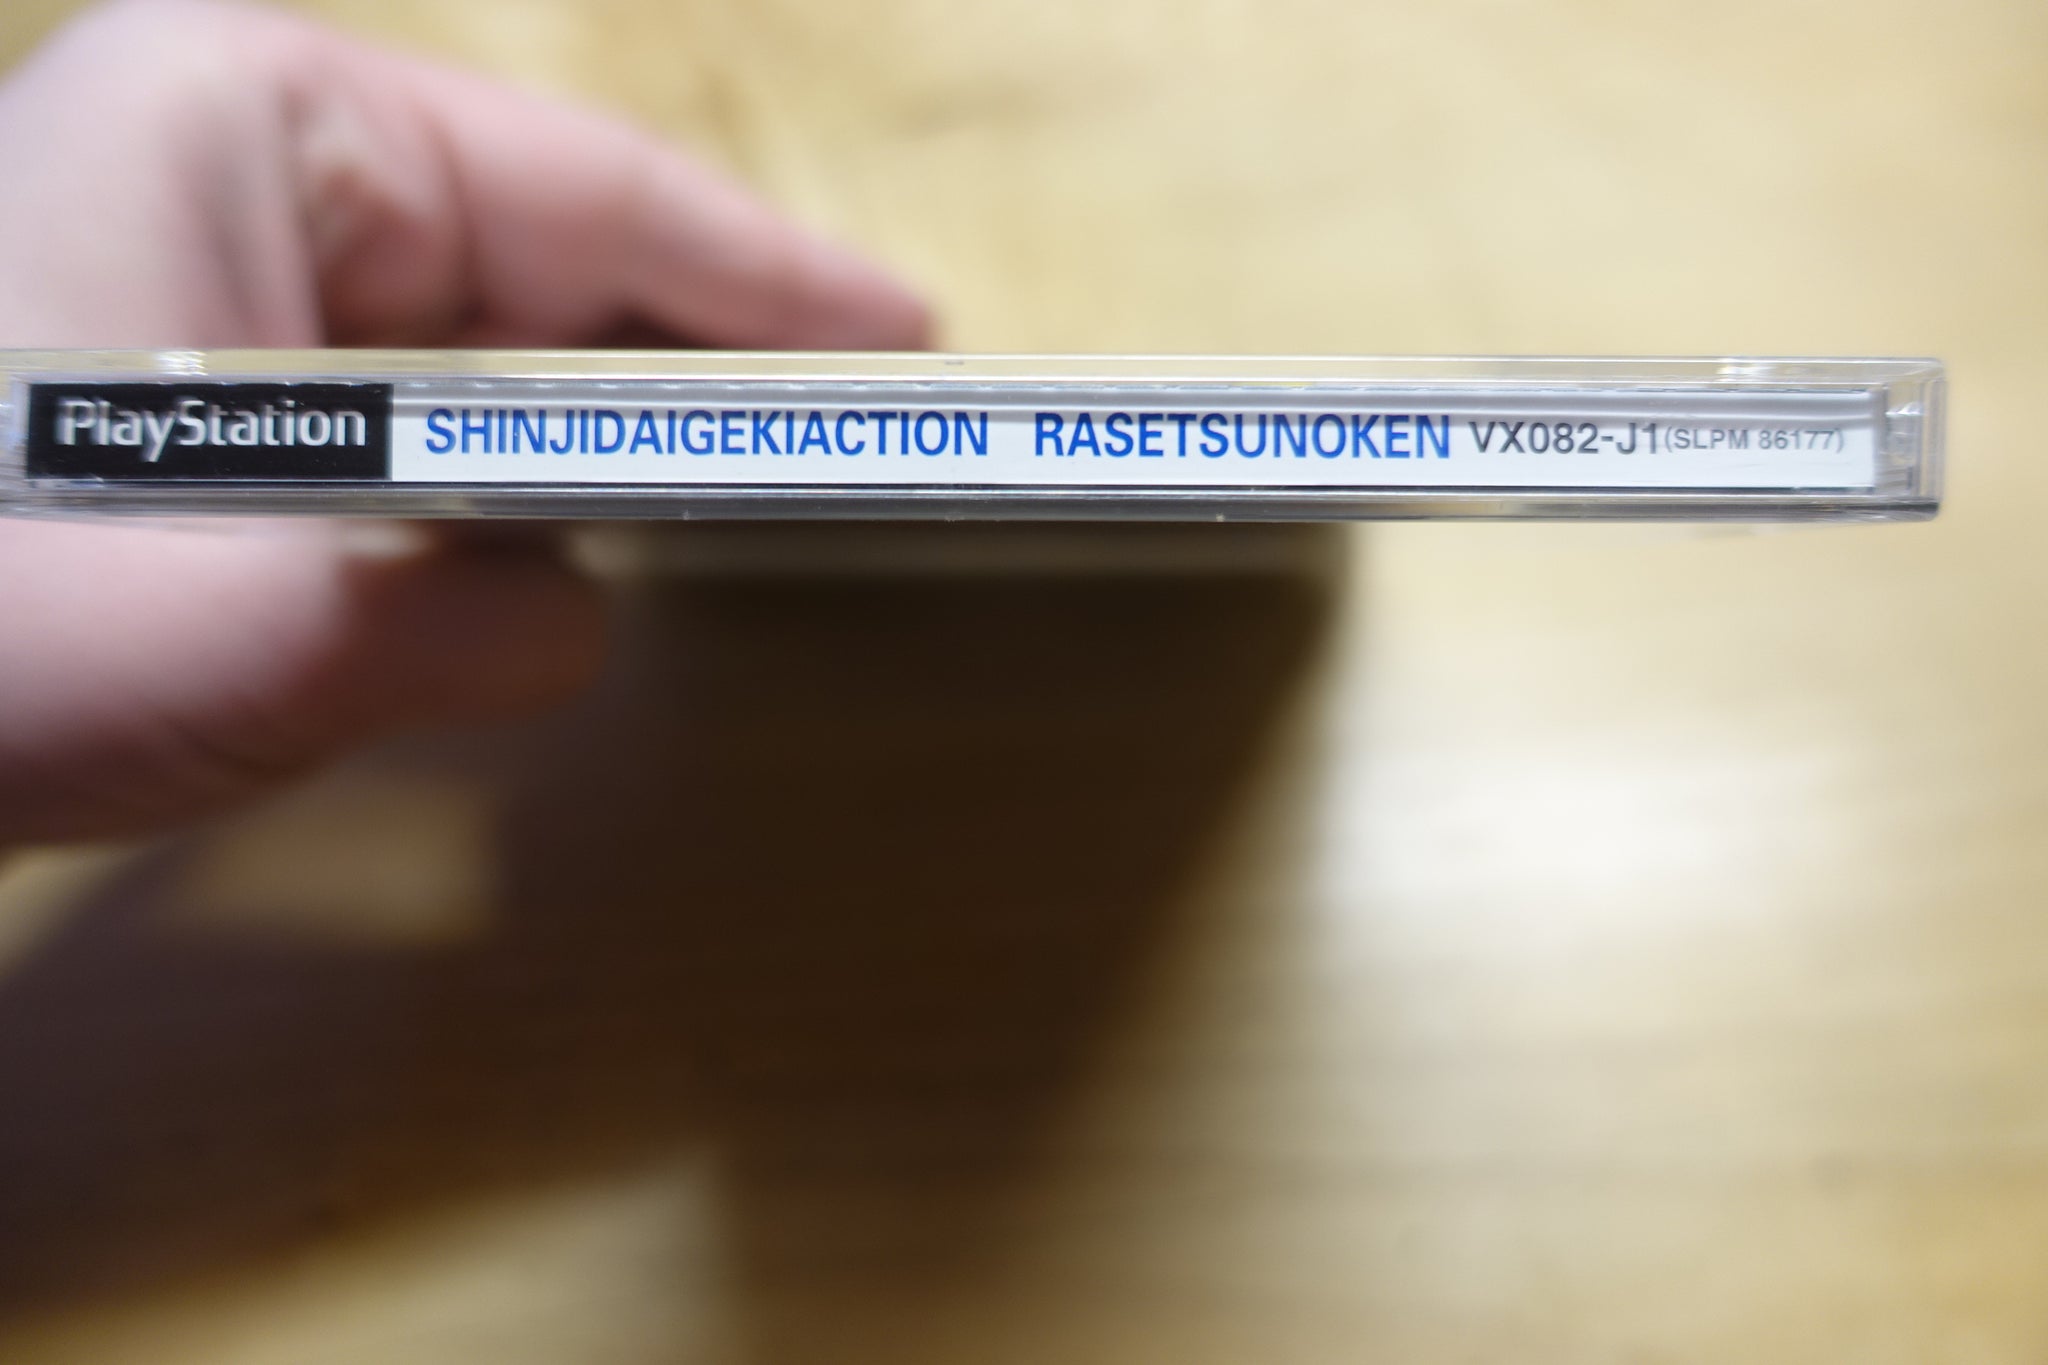 PlayStation SHINJIDAIGEKIACTION RASETSUNOKEN VX082-J1(SLPM 86177)